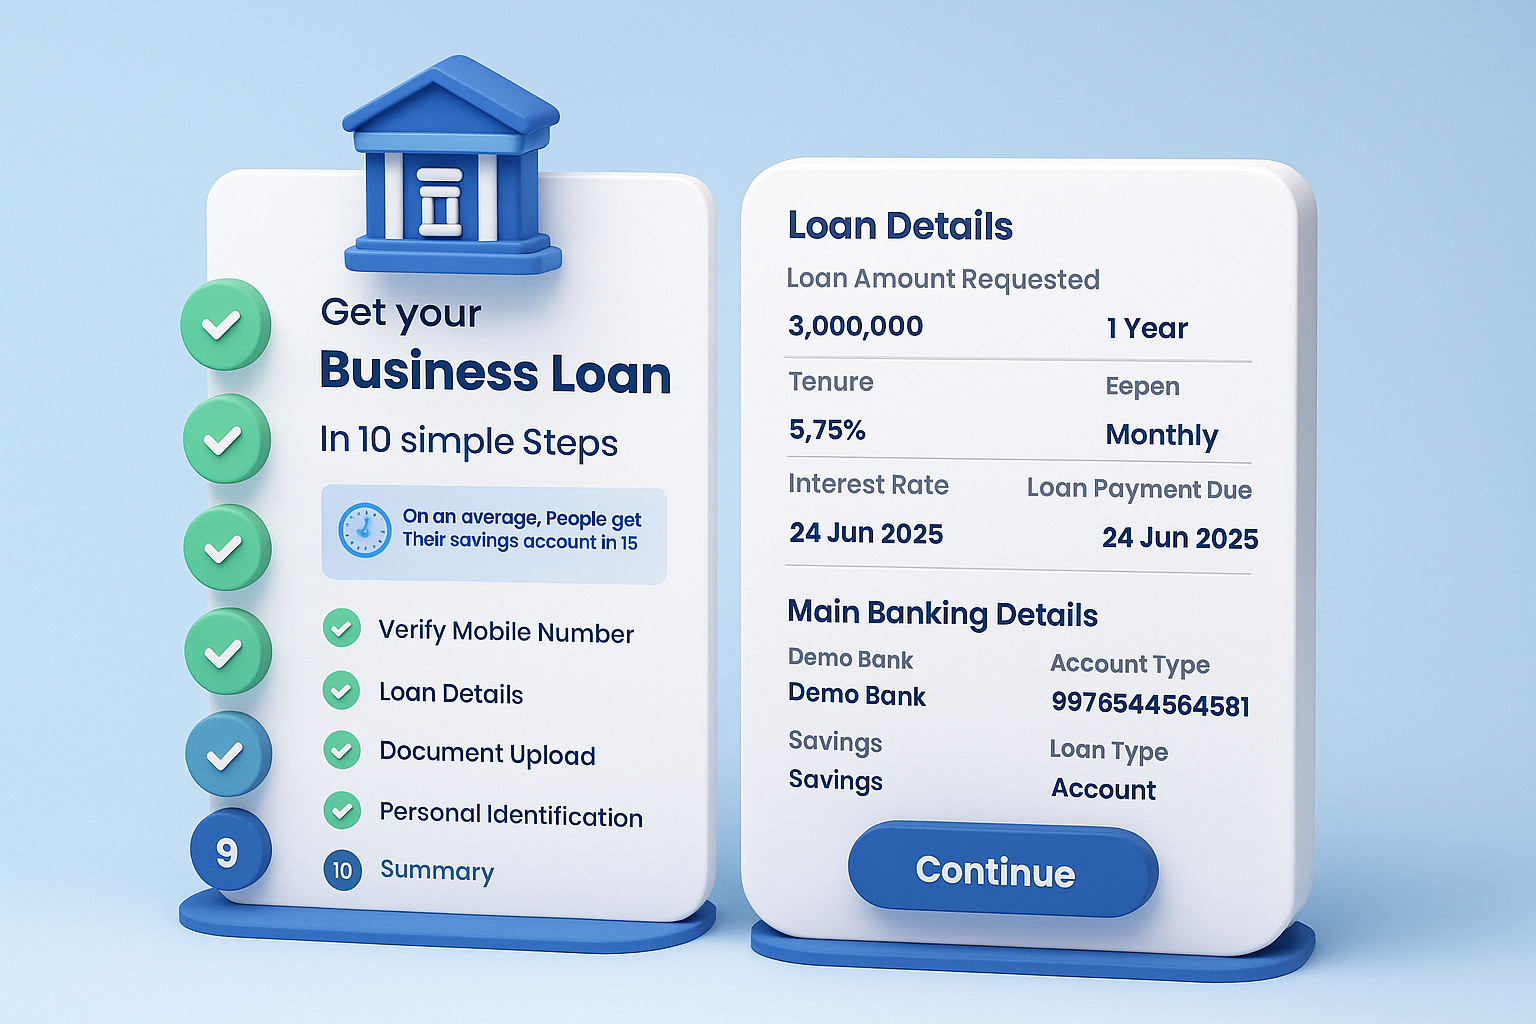 Get your
Business Loan
In 10 simple Steps
On an average, People get
Their savings account in 15
Verify Mobile Number
Loan Details
Document Upload
Personal Identification
9
10 Summary
Loan Details
Loan Amount Requested
3,000,000 1 Year
Tenure Eepen
5,75% Monthly
Interest Rate Loan Payment Due
24 Jun 2025 24 Jun 2025
Main Banking Details
Demo Bank Account Type
Demo Bank 9976544564581
Savings Loan Type
Savings Account
Continue